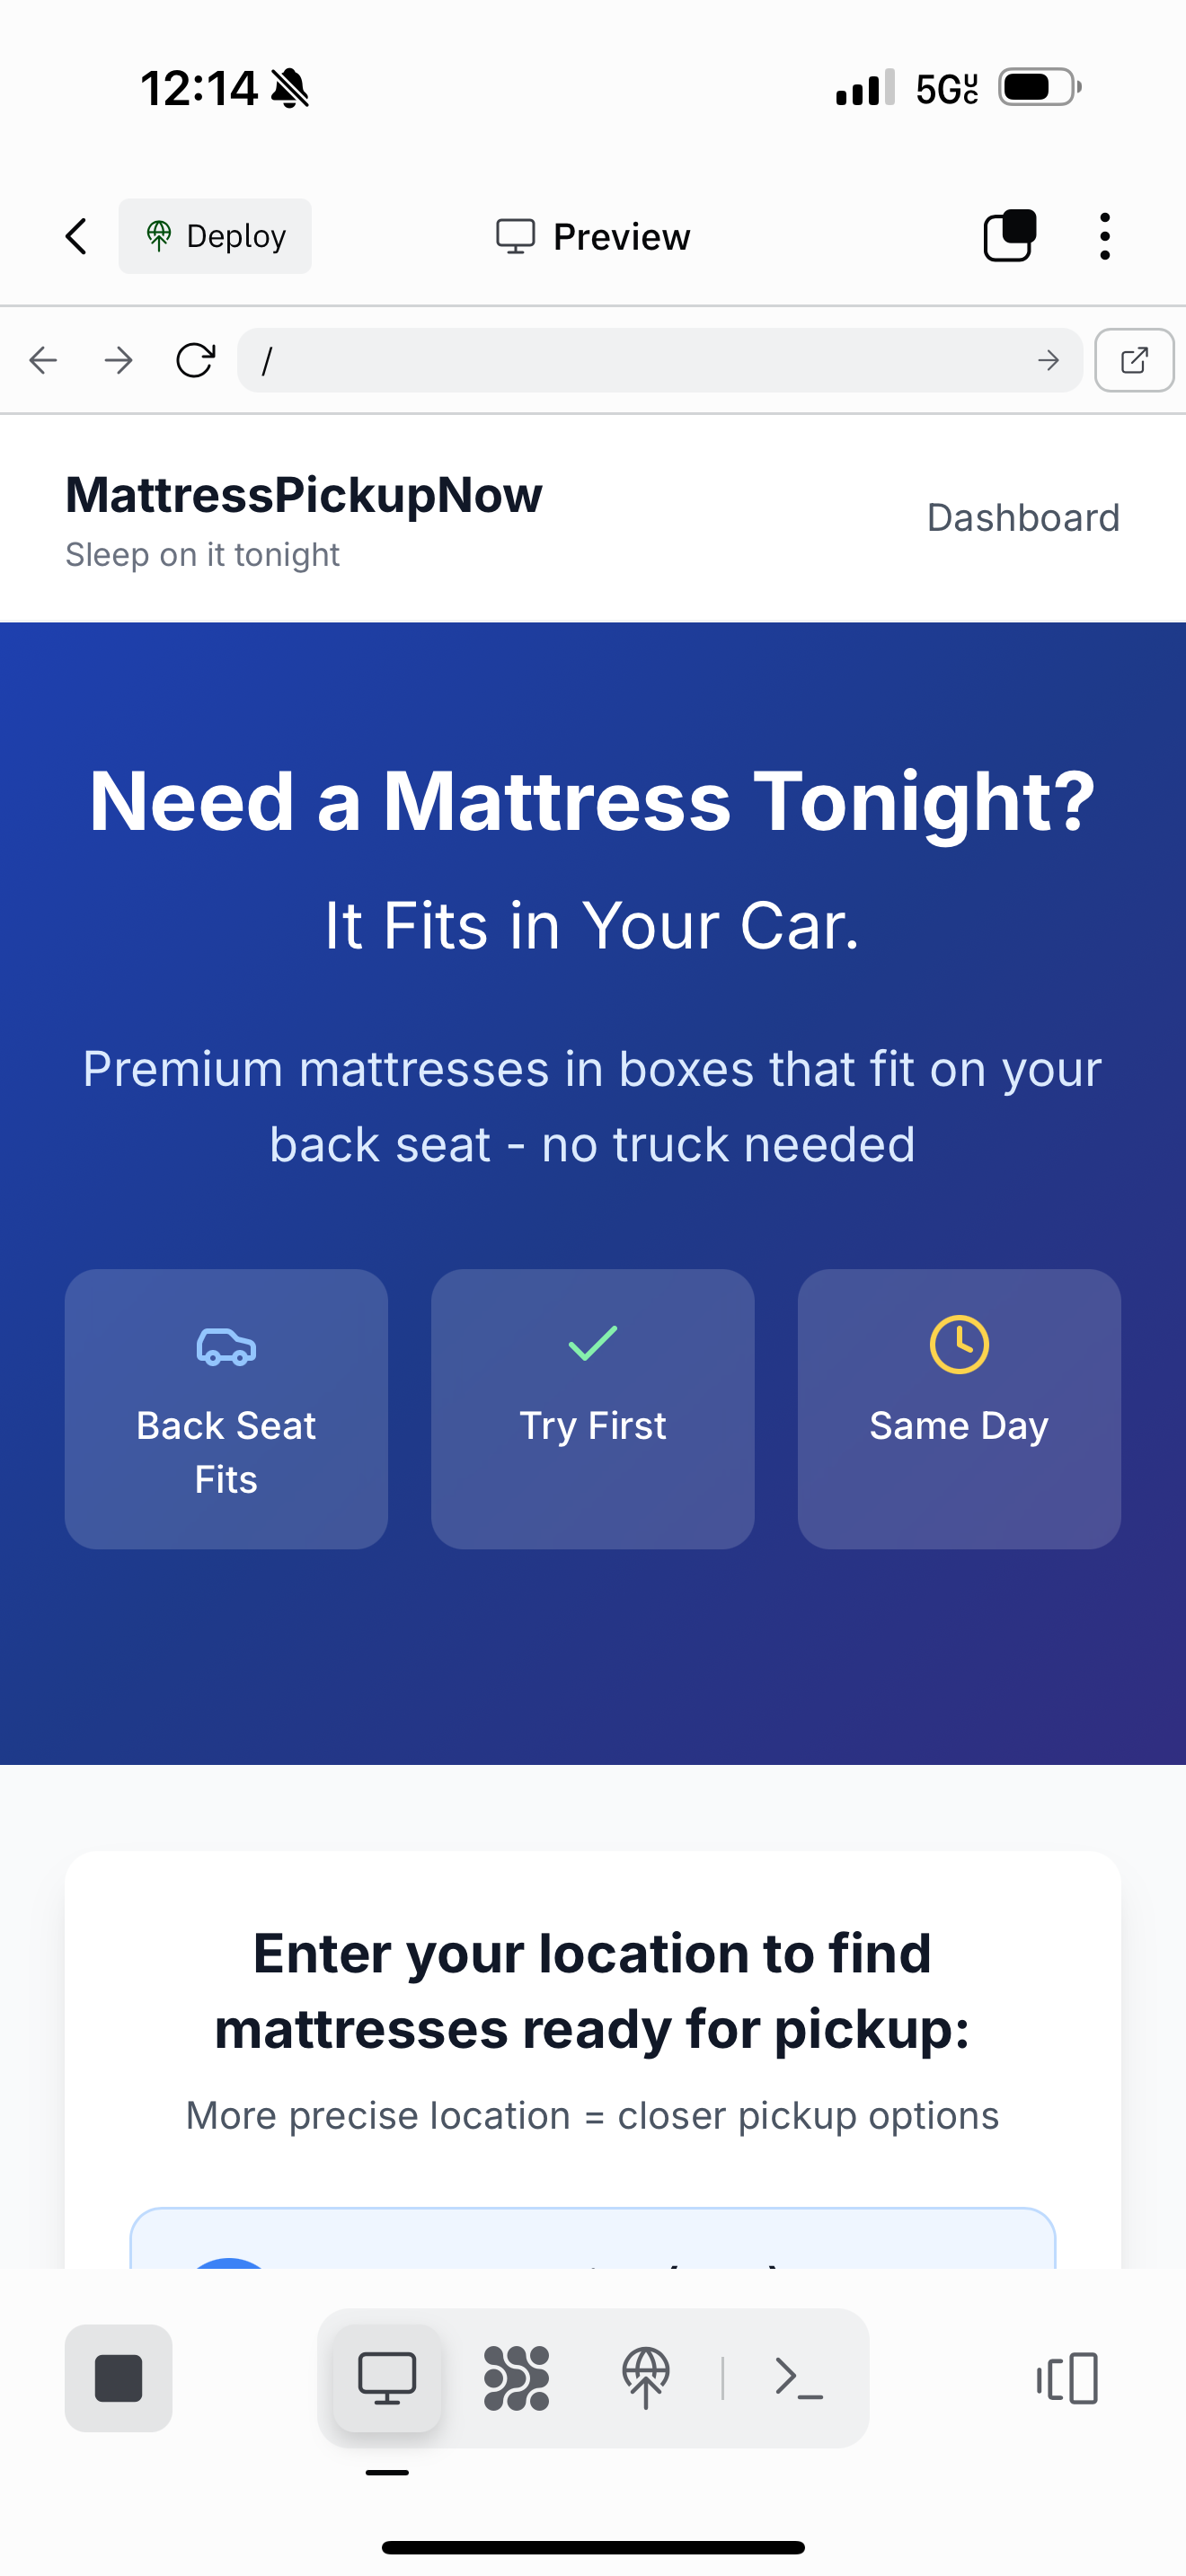 12:14
5G UC
Deploy
Preview
/
MattressPickupNow
Sleep on it tonight
Dashboard
Need a Mattress Tonight?
It Fits in Your Car.
Premium mattresses in boxes that fit on your
back seat - no truck needed
Back Seat
Fits
Try First
Same Day
Enter your location to find
mattresses ready for pickup:
More precise location = closer pickup options